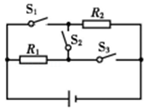 S₁ R₂
S₂
R₁ S₃